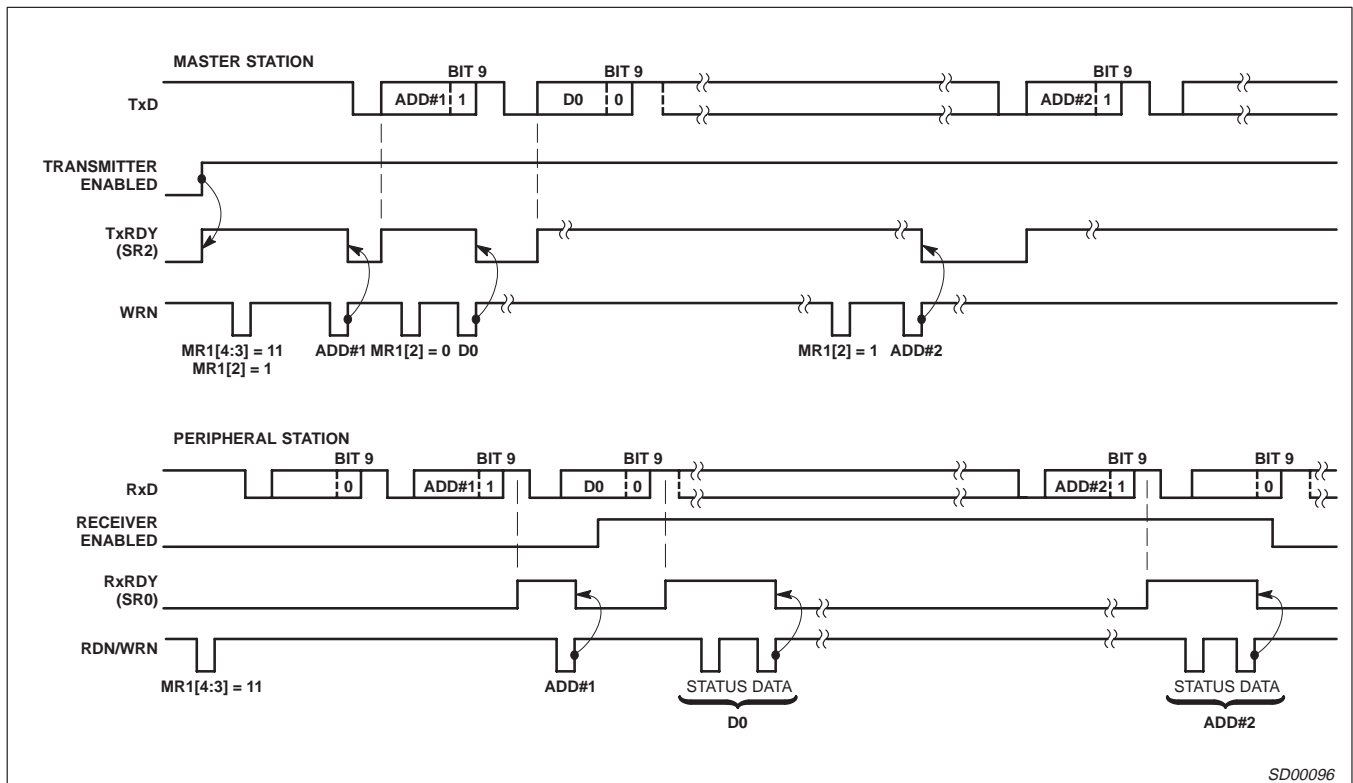 MASTER STATION
BIT 9 BIT 9 BIT 9
TxD ADD#1 1 D0 0 ADD#2 1
TRANSMITTER
ENABLED
TxRDY
(SR2)
WRN
MR1[4:3] = 11 ADD#1 MR1[2] = 0 D0 MR1[2] = 1 ADD#2
MR1[2] = 1
PERIPHERAL STATION
BIT 9 BIT 9 BIT 9 BIT 9 BIT 9
RxD 0 ADD#1 1 D0 0 ADD#2 1 0
RECEIVER
ENABLED
RxRDY
(SR0)
RDN/WRN
MR1[4:3] = 11 ADD#1 STATUS DATA STATUS DATA
D0 ADD#2
SD00096